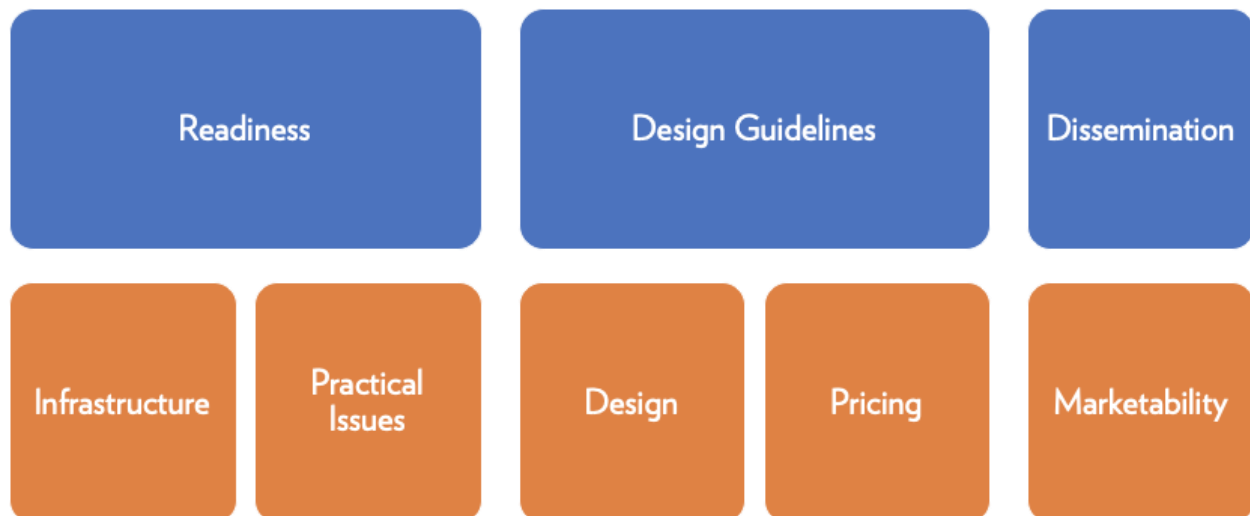 Readiness
Design Guidelines
Dissemination
Infrastructure
Practical
Issues
Design
Pricing
Marketability